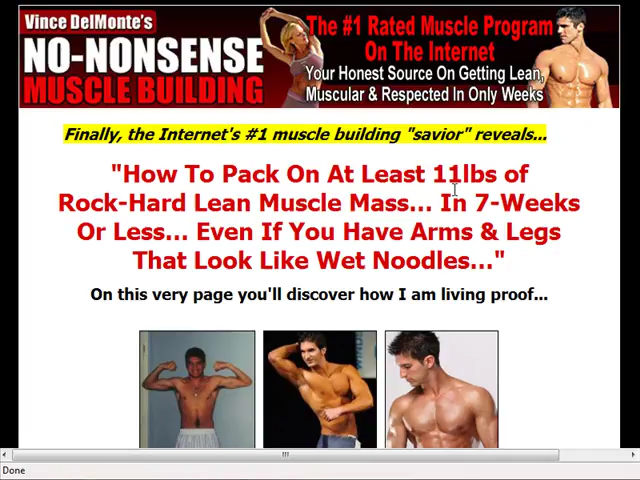 Vince DelMonte's
NO-NONSENSE
MUSCLE BUILDING
The #1 Rated Muscle Program
On The Internet
Your Honest Source On Getting Lean,
Muscular & Respected In Only Weeks
Finally, the Internet's #1 muscle building "savior" reveals...
"How To Pack On At Least 11lbs of
Rock-Hard Lean Muscle Mass... In 7-Weeks
Or Less... Even If You Have Arms & Legs
That Look Like Wet Noodles..."
On this very page you'll discover how I am living proof...
Done